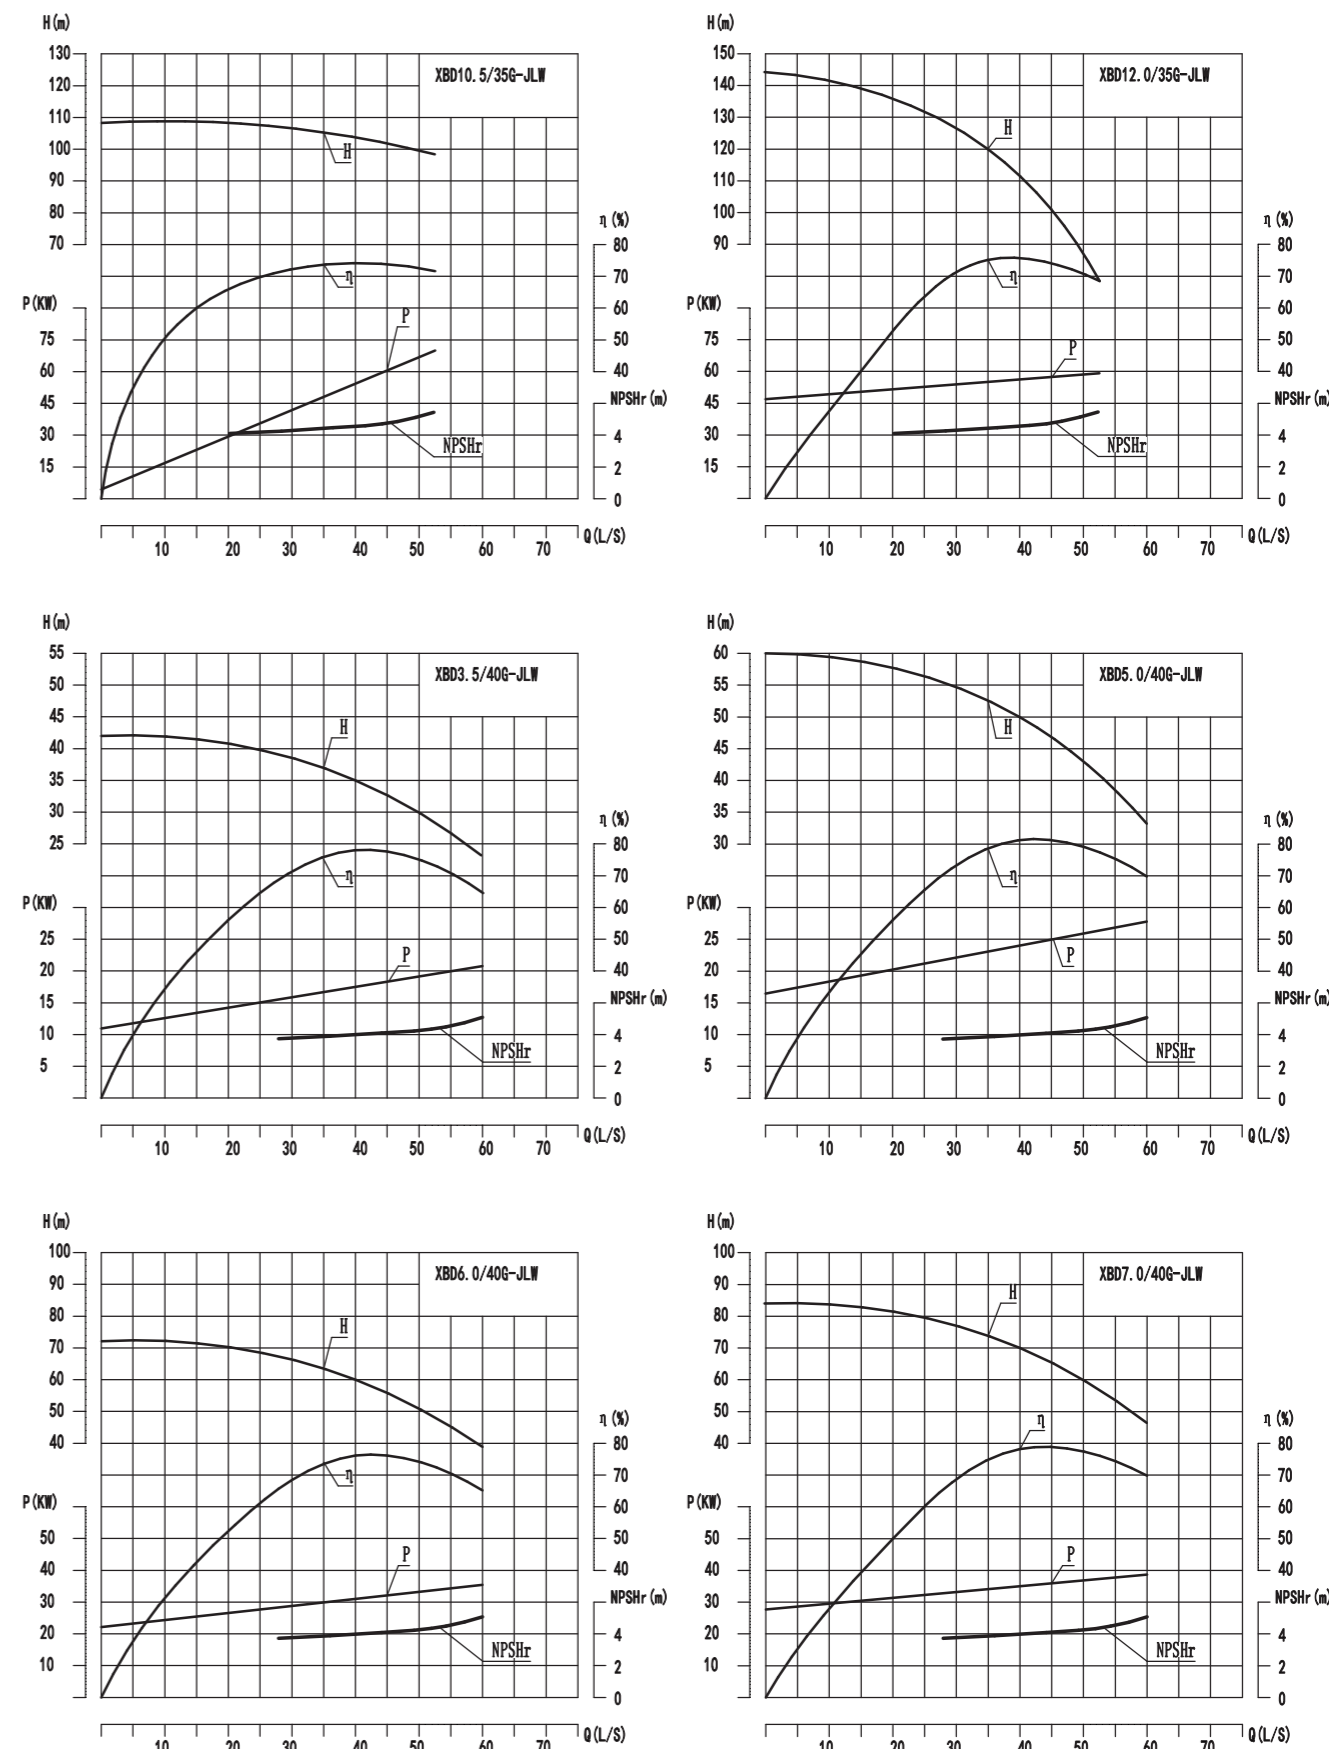 H(m)
130
120
110
100
90
80
70
XBD10.5/35G-JLW
H
η
P
NPSHr
P(KW)
75
60
45
30
15
η(%)
80
70
60
50
40
NPSHr(m)
4
2
0
10 20 30 40 50 60 70 Q(L/S)
H(m)
150
140
130
120
110
100
90
XBD12.0/35G-JLW
H
η
P
NPSHr
P(KW)
75
60
45
30
15
η(%)
80
70
60
50
40
NPSHr(m)
4
2
0
10 20 30 40 50 60 70 Q(L/S)
H(m)
55
50
45
40
35
30
25
XBD3.5/40G-JLW
H
η
P
NPSHr
P(KW)
25
20
15
10
5
η(%)
80
70
60
50
40
NPSHr(m)
4
2
0
10 20 30 40 50 60 70 Q(L/S)
H(m)
60
55
50
45
40
35
30
XBD5.0/40G-JLW
H
η
P
NPSHr
P(KW)
25
20
15
10
5
η(%)
80
70
60
50
40
NPSHr(m)
4
2
0
10 20 30 40 50 60 70 Q(L/S)
H(m)
100
90
80
70
60
50
40
XBD6.0/40G-JLW
H
η
P
NPSHr
P(KW)
50
40
30
20
10
η(%)
80
70
60
50
40
NPSHr(m)
4
2
0
10 20 30 40 50 60 70 Q(L/S)
H(m)
100
90
80
70
60
50
40
XBD7.0/40G-JLW
H
η
P
NPSHr
P(KW)
50
40
30
20
10
η(%)
80
70
60
50
40
NPSHr(m)
4
2
0
10 20 30 40 50 60 70 Q(L/S)